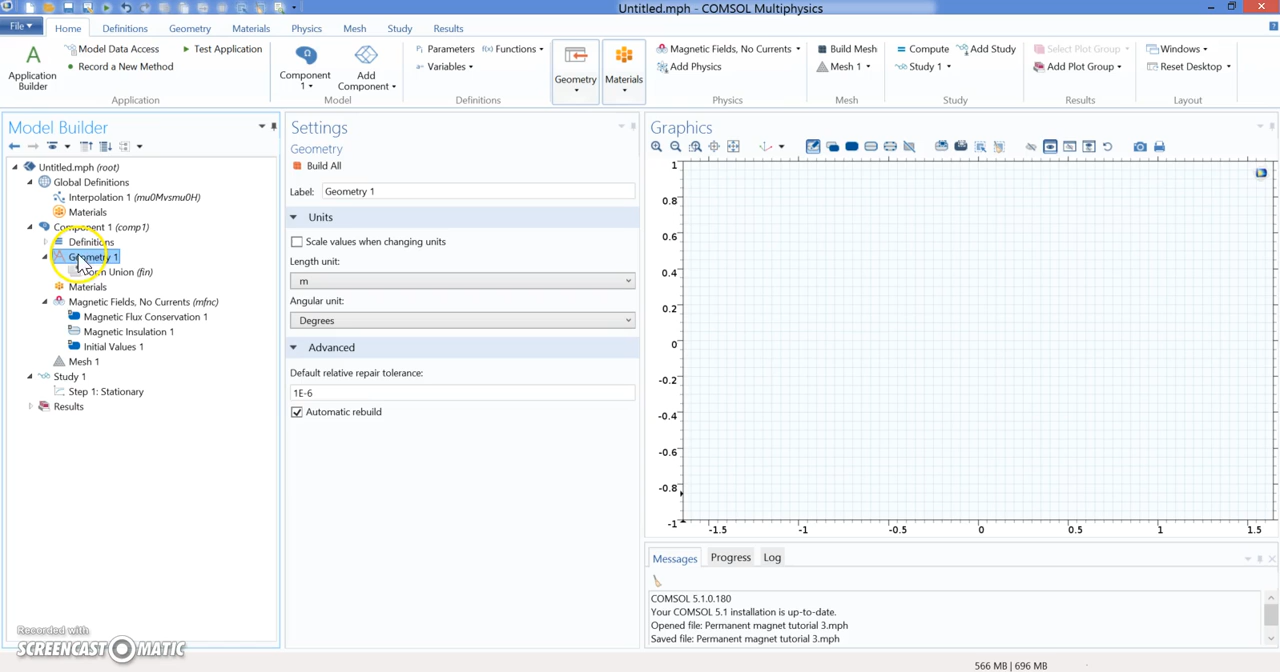 Untitled.mph - COMSOL Multiphysics
File
Home
Definitions
Geometry
Materials
Physics
Mesh
Study
Results
Application Builder
Model Data Access
Record a New Method
Test Application
Application
Component 1
Add Component
Model
Parameters
Variables
f(x) Functions
Definitions
Geometry
Materials
Magnetic Fields, No Currents
Add Physics
Physics
Build Mesh
Mesh 1
Mesh
Compute
Study 1
Add Study
Study
Select Plot Group
Add Plot Group
Results
Windows
Reset Desktop
Layout
Model Builder
Untitled.mph (root)
Global Definitions
Interpolation 1 (mu0Mvsmu0H)
Materials
Component 1 (comp1)
Definitions
Geometry 1
Form Union (fin)
Materials
Magnetic Fields, No Currents (mfnc)
Magnetic Flux Conservation 1
Magnetic Insulation 1
Initial Values 1
Mesh 1
Study 1
Step 1: Stationary
Results
Recorded with
SCREENCAST MATIC
Settings
Geometry
Build All
Label: Geometry 1
Units
Scale values when changing units
Length unit:
m
Angular unit:
Degrees
Advanced
Default relative repair tolerance:
1E-6
Automatic rebuild
Graphics
1
0.8
0.6
0.4
0.2
0
-0.2
-0.4
-0.6
-0.8
-1
-1.5 -1 -0.5 0 0.5 1 1.5
Messages Progress Log
COMSOL 5.1.0.180
Your COMSOL 5.1 installation is up-to-date.
Opened file: Permanent magnet tutorial 3.mph
Saved file: Permanent magnet tutorial 3.mph
566 MB | 696 MB